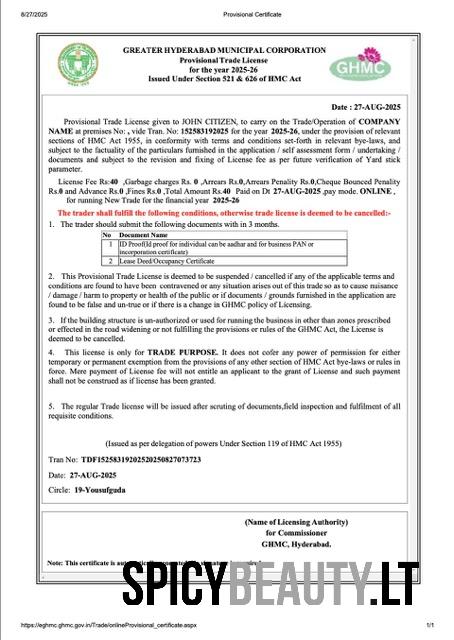 8/27/2025 Provisional Certificate
GREATER HYDERABAD MUNICIPAL CORPORATION
Provisional Trade License
for the year 2025-26
Issued Under Section 521 & 626 of HMC Act
GHMC
Date : 27-AUG-2025
Provisional Trade License given to JOHN CITIZEN, to carry on the Trade/Operation of COMPANY
NAME at premises No: , vide Tran. No: 152583192025 for the year 2025-26, under the provision of relevant
sections of HMC Act 1955, in conformity with terms and conditions set-forth in relevant bye-laws, and
subject to the factuality of the particulars furnished in the application / self assessment form / undertaking /
documents and subject to the revision and fixing of License fee as per future verification of Yard stick
parameter.
License Fee Rs:40 ,Garbage charges Rs. 0 ,Arrears Rs.0,Arrears Penality Rs.0,Cheque Bounced Penality
Rs.0 and Advance Rs.0 ,Fines Rs.0 ,Total Amount Rs.40 Paid on Dt 27-AUG-2025 ,pay mode. ONLINE ,
for running New Trade for the financial year 2025-26
The trader shall fulfill the following conditions, otherwise trade license is deemed to be cancelled:-
1. The trader should submit the following documents with in 3 months.
No Document Name
1 ID Proof(Id proof for individual can be aadhar and for business PAN or
incorporation certificate)
2 Lease Deed/Occupancy Certificate
2. This Provisional Trade License is deemed to be suspended / cancelled if any of the applicable terms and
conditions are found to have been contravened or any situation arises out of this trade so as to cause nuisance
/ damage / harm to property or health of the public or if documents / grounds furnished in the application
are found to be false and un-true or if there is a change in GHMC policy of Licensing.
3. If the building structure is un-authorized or used for running the business in other than zones prescribed
or effected in the road widening or not fulfilling the provisions or rules of the GHMC Act, the License is
deemed to be cancelled.
4. This license is only for TRADE PURPOSE. It does not cofer any power of permission for either
temporary or permanent exemption from the provisions of any other section of HMC Act bye-laws or rules in
force. Mere payment of License fee will not entitle an applicant to the grant of License and such payment
shall not be construed as if license has been granted.
5. The regular Trade license will be issued after scruting of documents,field inspection and fulfilment of all
requisite conditions.
(Issued as per delegation of powers Under Section 119 of HMC Act 1955)
Tran No: TDF15258319202520250827073723
Date: 27-AUG-2025
Circle: 19-Yousufguda
(Name of Licensing Authority)
for Commissioner
GHMC, Hyderabad.
Note: This certificate is
SPICYBEAUTY.LT
https://eghmc.ghmc.gov.in/Trade/onlineProvisional_certificate.aspx 1/1